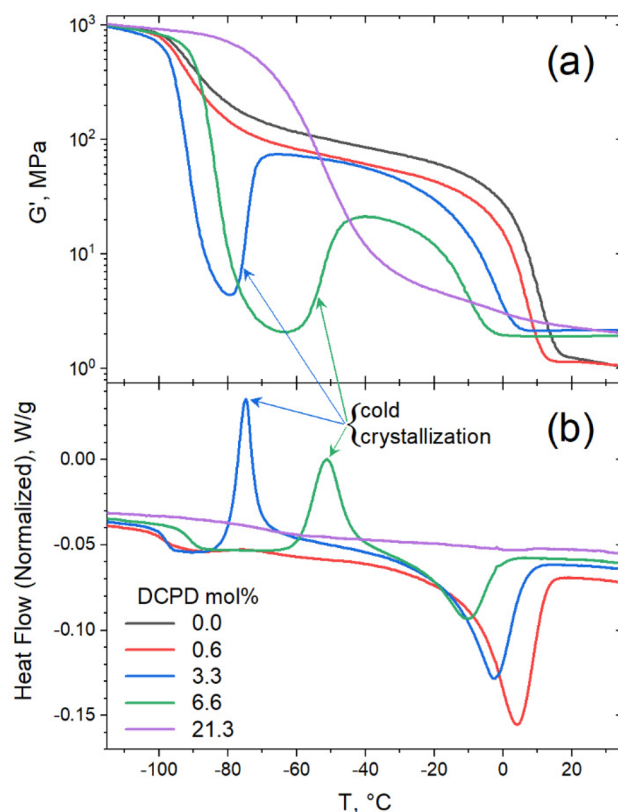 (a)
G', MPa
10³
10²
10¹
10⁰
cold
crystallization
(b)
Heat Flow (Normalized), W/g
0.00
-0.05
-0.10
-0.15
DCPD mol%
0.0
0.6
3.3
6.6
21.3
-100 -80 -60 -40 -20 0 20
T, °C